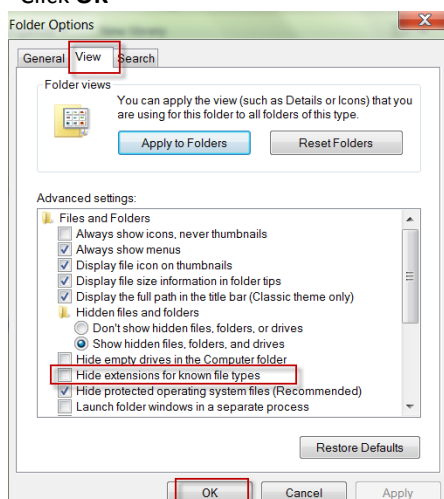 Click OK
Folder Options
General View Search
Folder views
You can apply the view (such as Details or Icons) that you
are using for this folder to all folders of this type.
Apply to Folders Reset Folders
Advanced settings:
Files and Folders
Always show icons, never thumbnails
Always show menus
Display file icon on thumbnails
Display file size information in folder tips
Display the full path in the title bar (Classic theme only)
Hidden files and folders
Don't show hidden files, folders, or drives
Show hidden files, folders, and drives
Hide empty drives in the Computer folder
Hide extensions for known file types
Hide protected operating system files (Recommended)
Launch folder windows in a separate process
Restore Defaults
OK Cancel Apply